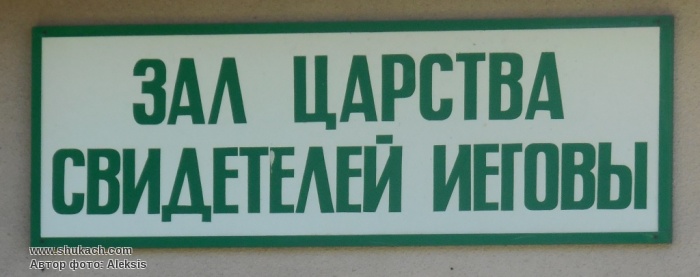 ЗАЛ ЦАРСТВА
СВИДЕТЕЛЕЙ ИЕГОВЫ
www.shukach.com
Автор фото: Aleksis